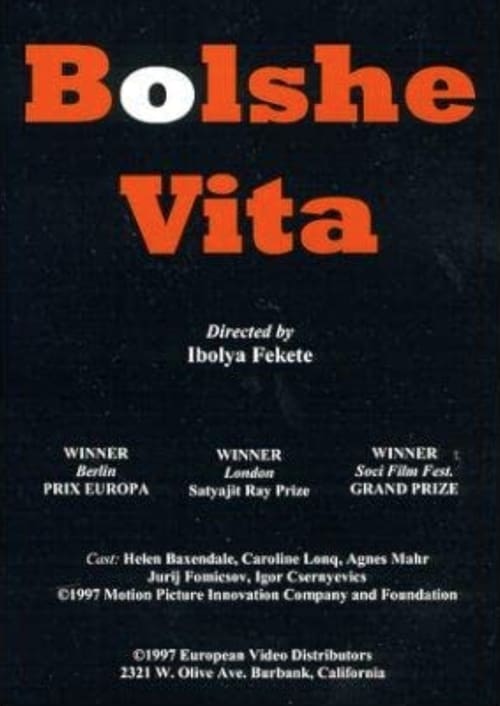 Bolshe
Vita
Directed by
Ibolya Fekete
WINNER
Berlin
PRIX EUROPA
WINNER
London
Satyajit Ray Prize
WINNER
Soci Film Fest.
GRAND PRIZE
Cast: Helen Baxendale, Caroline Lonq, Agnes Mahr
Jurij Fomicsov, Igor Csernyevics
©1997 Motion Picture Innovation Company and Foundation
©1997 European Video Distributors
2321 W. Olive Ave. Burbank, California